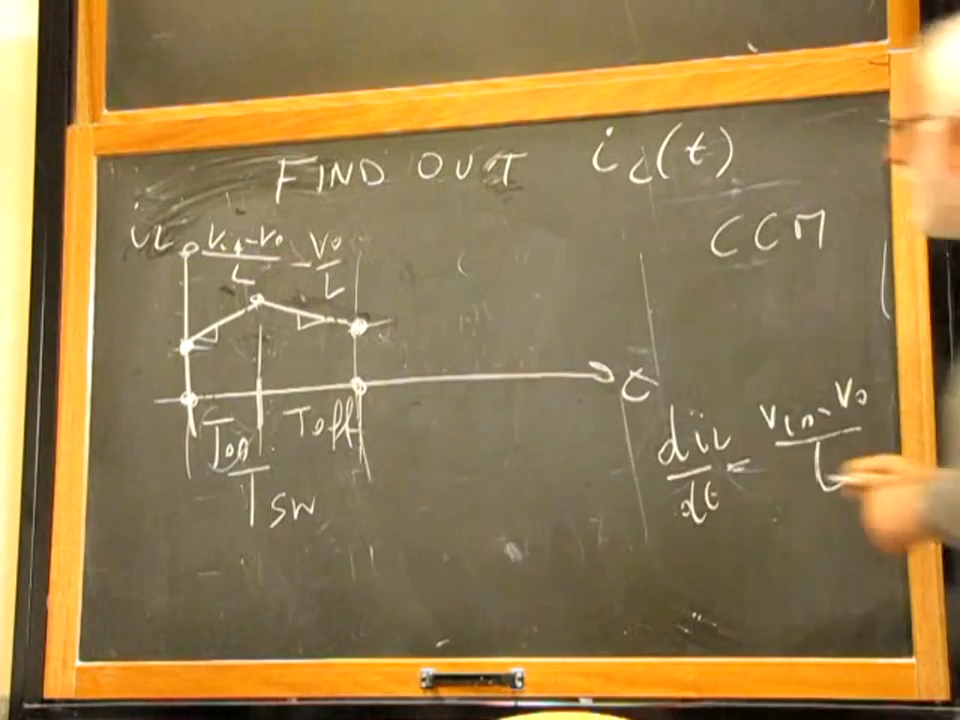 FIND OUT iL(t)
CCM
iL
Vin-Vo
L
-Vo
L
t
Ton
Toff
Tsw
diL
dt
=
Vin-Vo
L